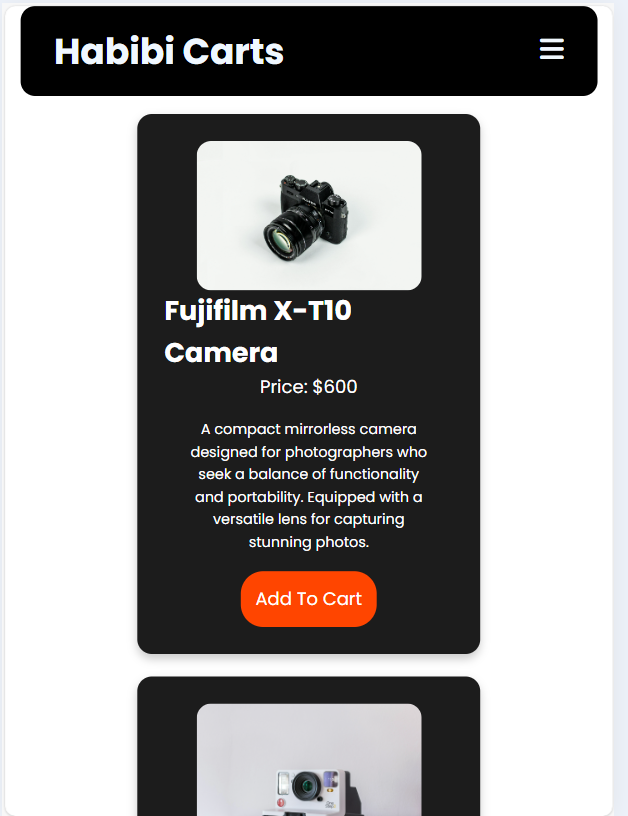 Habibi Carts
Fujifilm X-T10
Camera
Price: $600
A compact mirrorless camera
designed for photographers who
seek a balance of functionality
and portability. Equipped with a
versatile lens for capturing
stunning photos.
Add To Cart